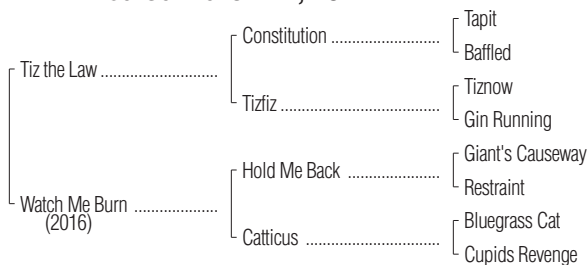 Constitution ........................
Tapit
Baffled
Tiz the Law ..........................
Tizfiz ...................................
Tiznow
Gin Running
Hold Me Back .....................
Giant's Causeway
Restraint
Watch Me Burn ..................
(2016)
Catticus ..............................
Bluegrass Cat
Cupids Revenge